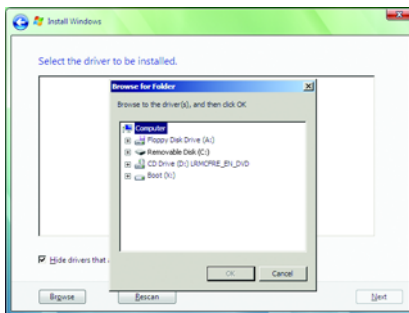 Install Windows
Select the driver to be installed.
Browse for Folder
Browse to the driver(s), and then click OK
Computer
Floppy Disk Drive (A:)
Removable Disk (C:)
CD Drive (D:) LRMCFRE_EN_DVD
Boot (X:)
Hide drivers that
OK
Cancel
Browse
Rescan
Next